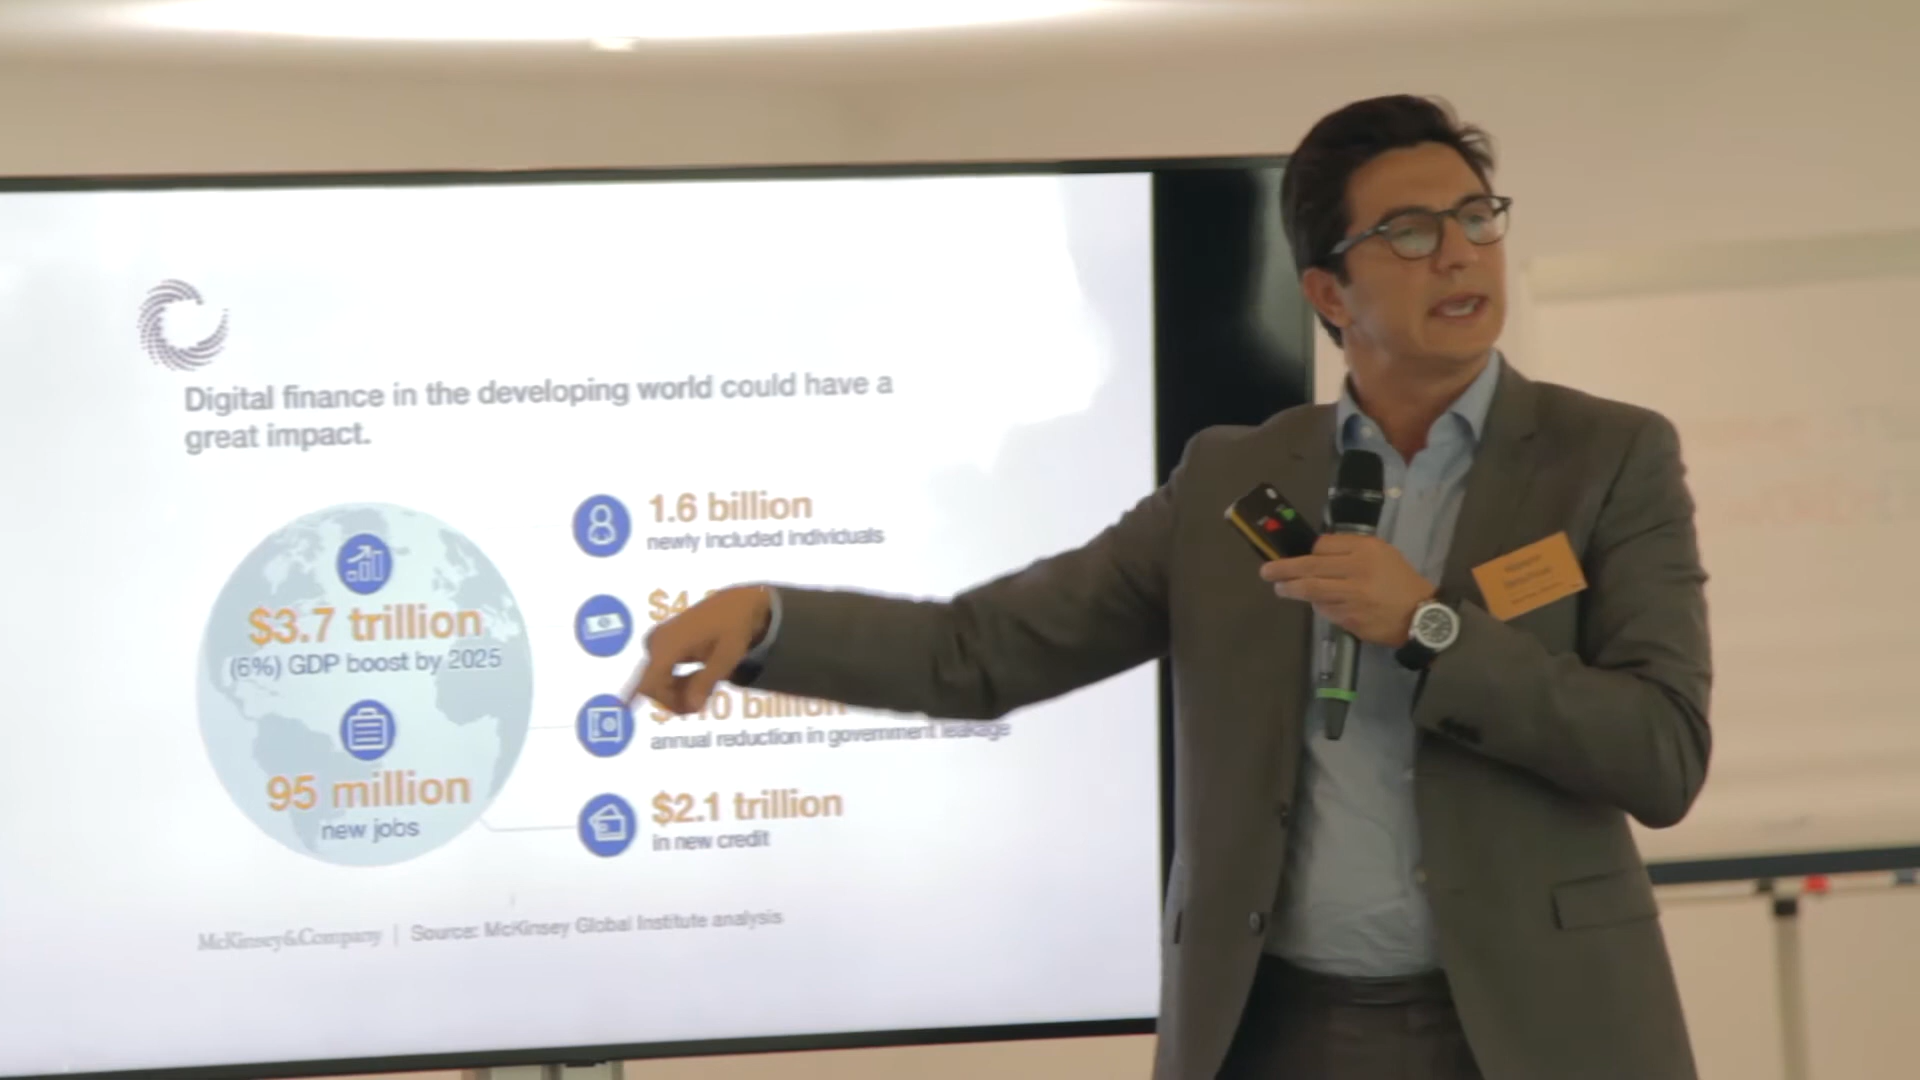 Digital finance in the developing world could have a
great impact.
$3.7 trillion
(6%) GDP boost by 2025
95 million
new jobs
1.6 billion
newly included individuals
billion
annual reduction in government leakage
$2.1 trillion
in new credit
McKinsey&Company | Source: McKinsey Global Institute analysis